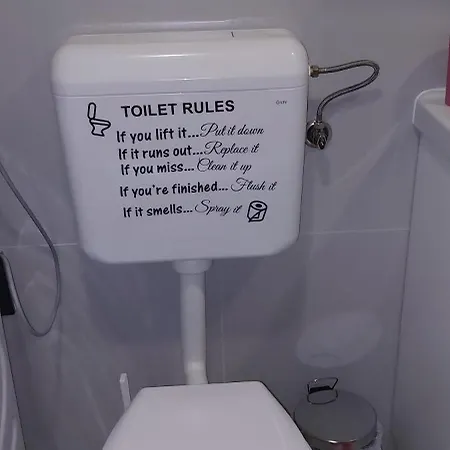 TOILET RULES
If you lift it...Put it down
If it runs out...Replace it
If you miss...Clean it up
If you're finished...Flush it
If it smells...Spray it